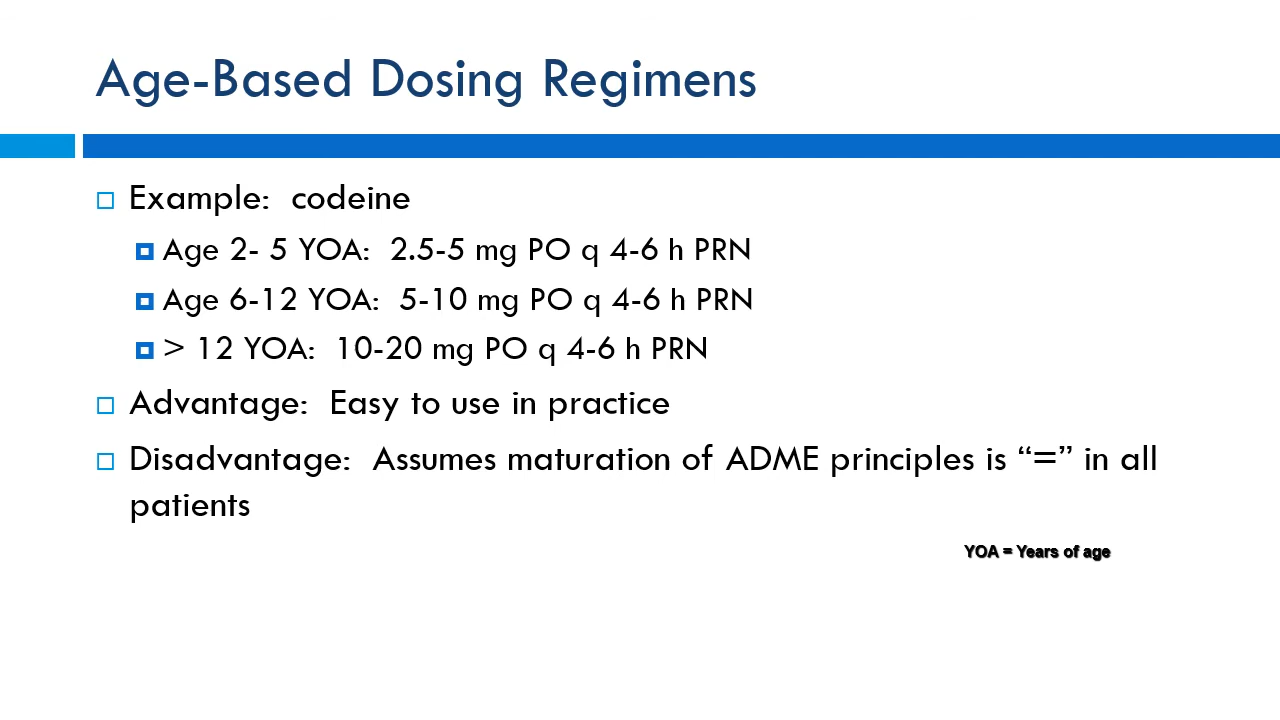 Age-Based Dosing Regimens
Example:  codeine
Age 2- 5 YOA:  2.5-5 mg PO q 4-6 h PRN
Age 6-12 YOA:  5-10 mg PO q 4-6 h PRN
> 12 YOA:  10-20 mg PO q 4-6 h PRN
Advantage:  Easy to use in practice
Disadvantage:  Assumes maturation of ADME principles is “=” in all
patients
YOA = Years of age